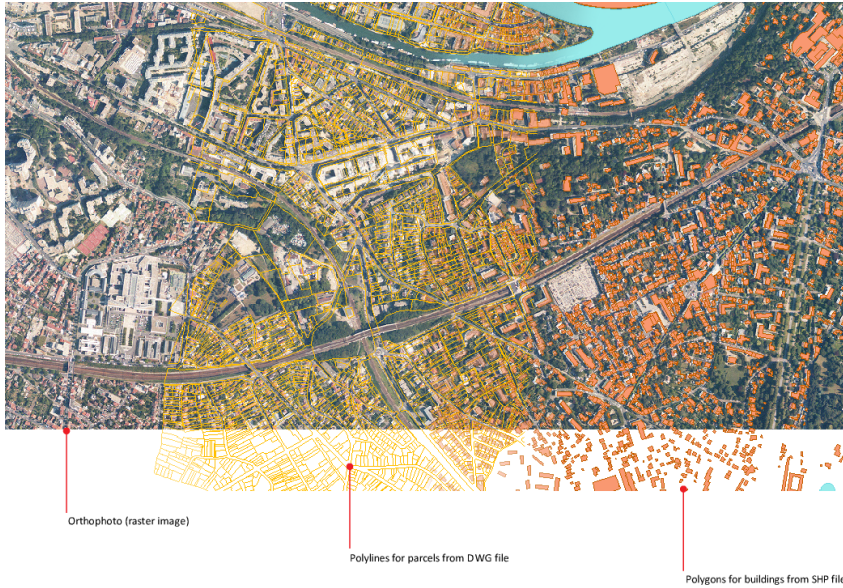 Orthophoto (raster image)
Polylines for parcels from DWG file
Polygons for buildings from SHP file